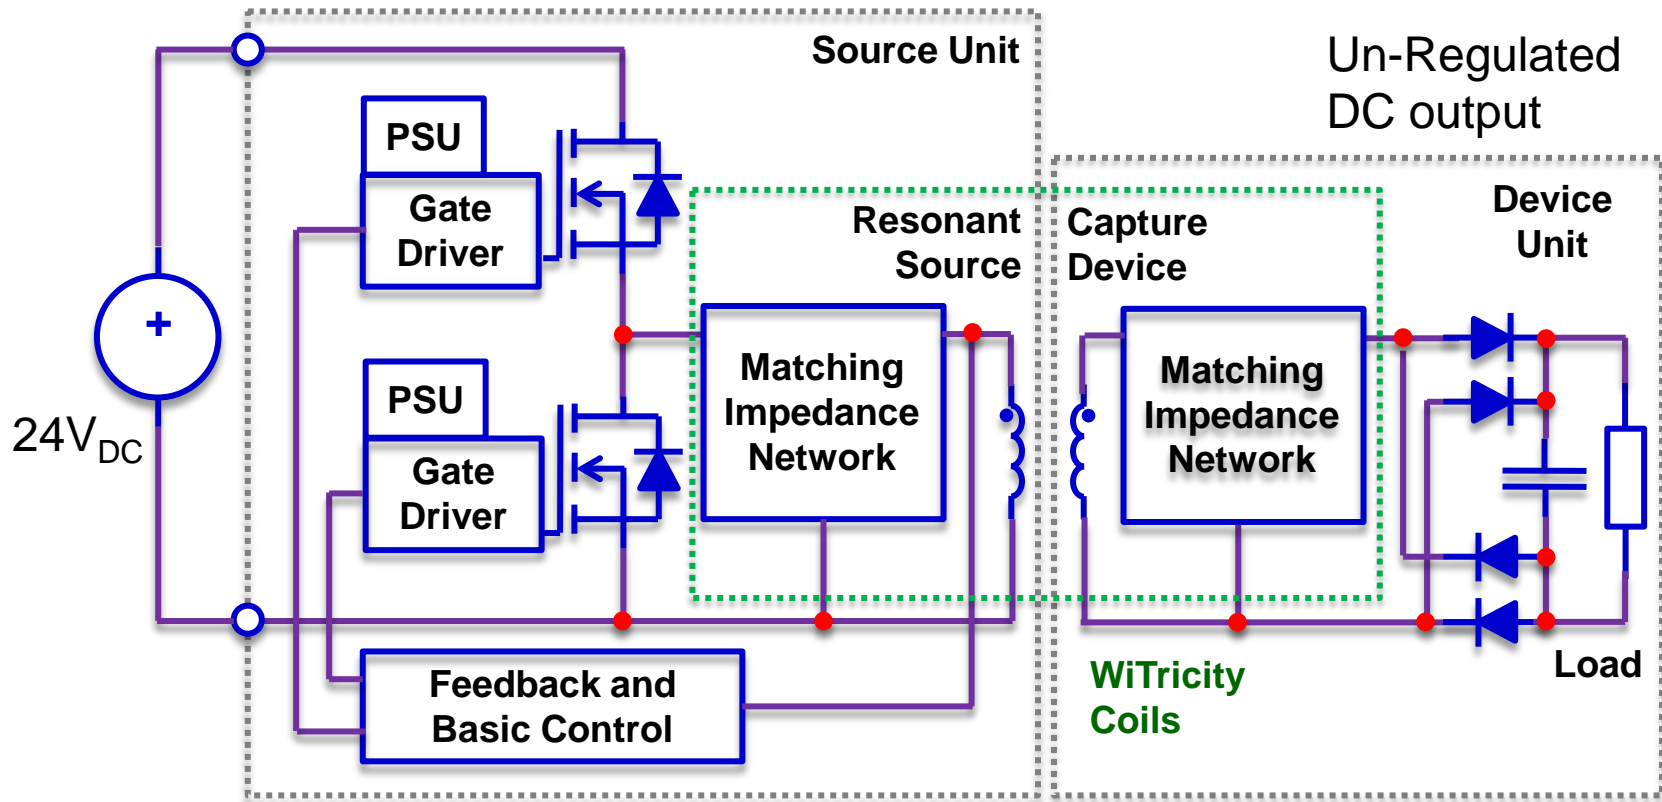 Source Unit
Un-Regulated
DC output
PSU
Gate
Driver
Resonant
Source
Capture
Device
Device
Unit
+
Matching
Impedance
Network
Matching
Impedance
Network
PSU
Gate
Driver
24V_DC
Feedback and
Basic Control
WiTricity
Coils
Load